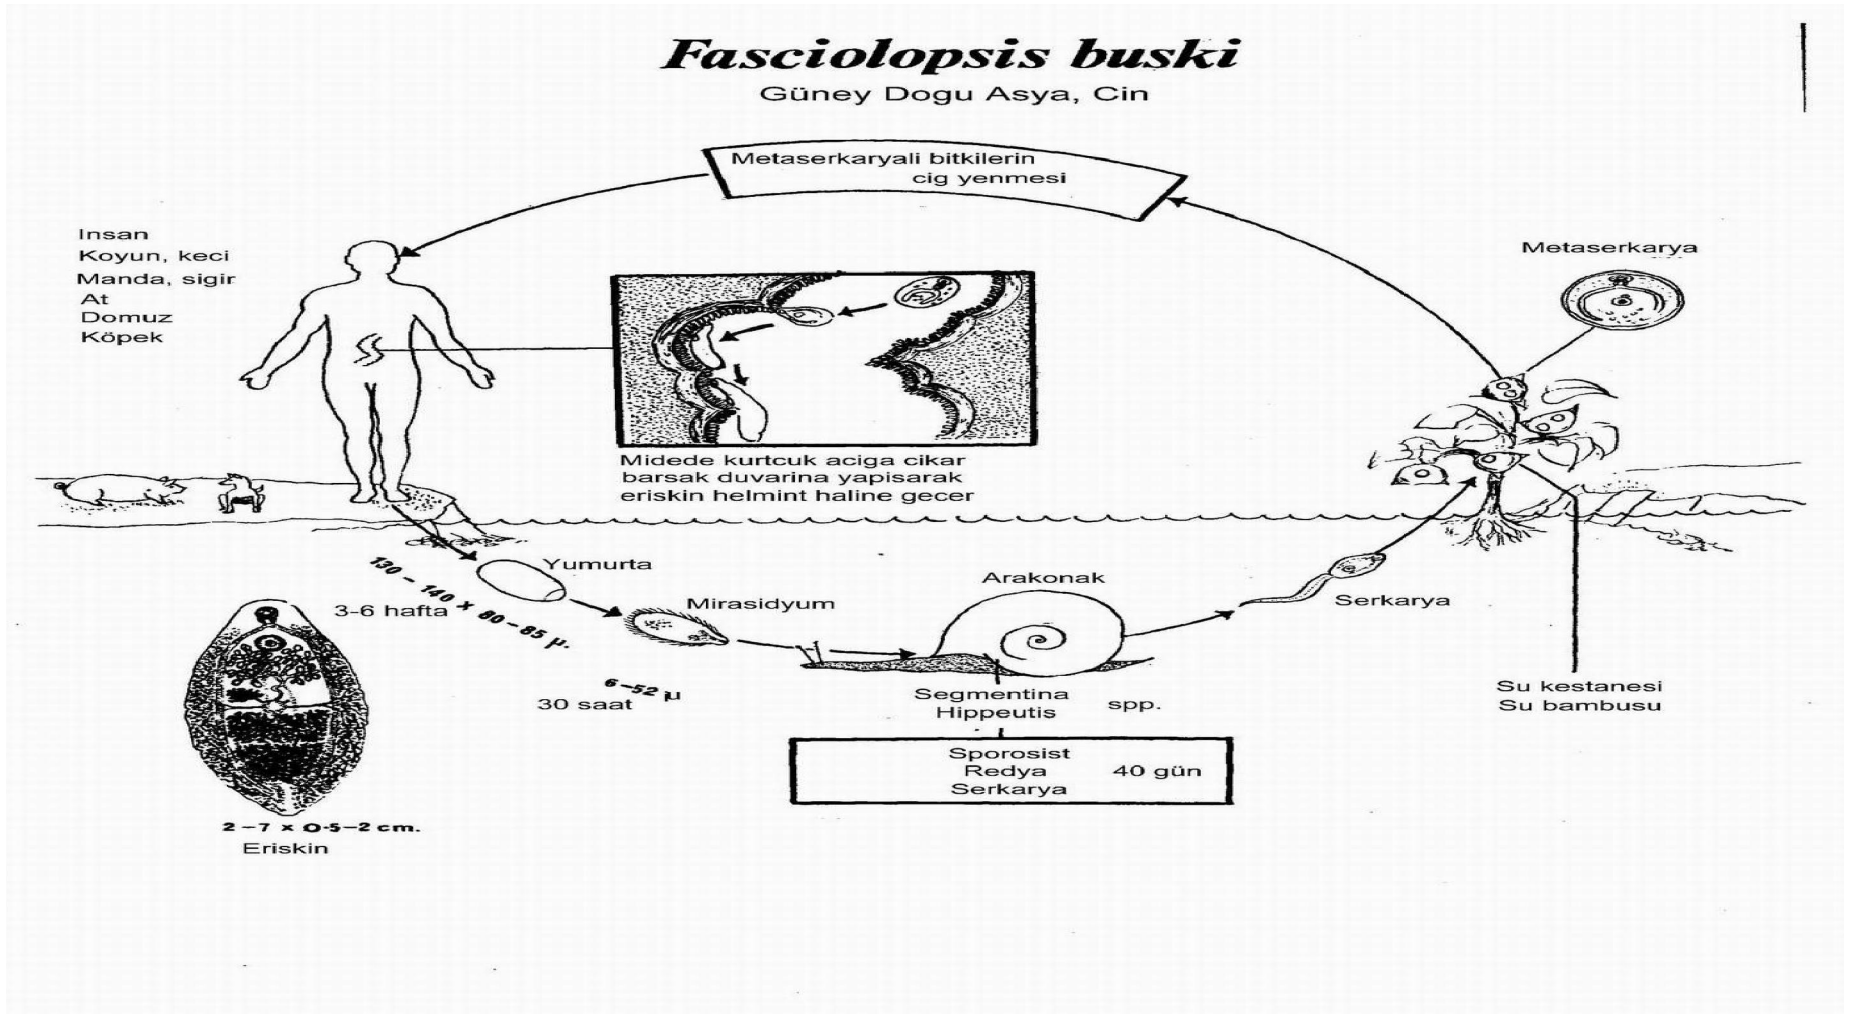 Fasciolopsis buski
Güney Dogu Asya, Cin
Metaserkaryali bitkilerin
cig yenmesi
Insan
Koyun, keci
Manda, sigir
At
Domuz
Köpek
Metaserkarya
Midede kurtcuk aciga cikar
barsak duvarina yapisarak
eriskin helmint haline gecer
Yumurta
130 - 140 x 80-85 µ.
3-6 hafta
Mirasidyum
6-52 µ
30 saat
Arakonak
Segmentina
Hippeutis spp.
Sporosist
Redya 40 gün
Serkarya
Serkarya
Su kestanesi
Su bambusu
2-7 x 0·5-2 cm.
Eriskin